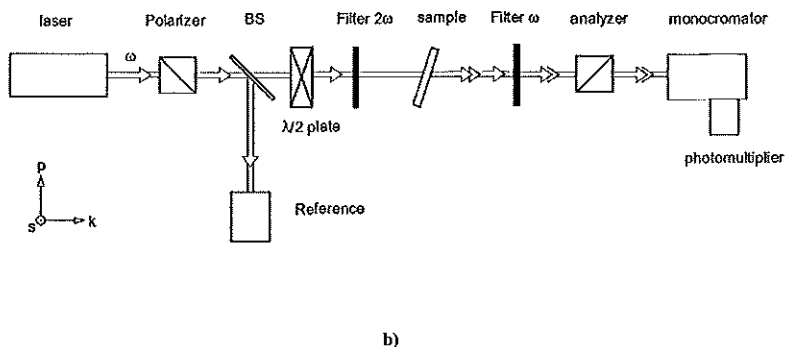 laser
Polarizer
BS
Filter 2ω
sample
Filter ω
analyzer
monocromator
ω
λ/2 plate
photomultiplier
p
s
k
Reference
b)